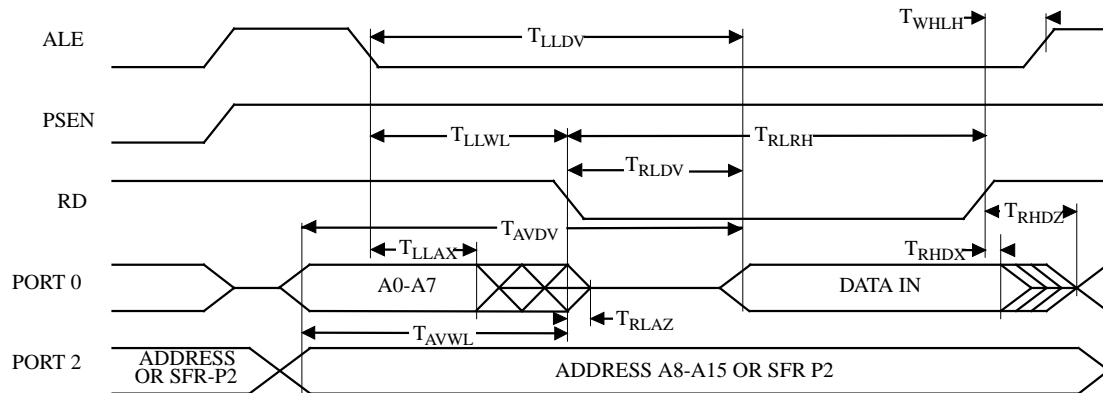 T_WHLH
ALE
T_LLDV
PSEN
T_LLWL
T_RLRH
T_RLDV
RD
T_RHDZ
T_AVDV
T_LLAX
T_RHDX
PORT 0
A0-A7
DATA IN
T_RLAZ
T_AVWL
PORT 2
ADDRESS
OR SFR-P2
ADDRESS A8-A15 OR SFR P2